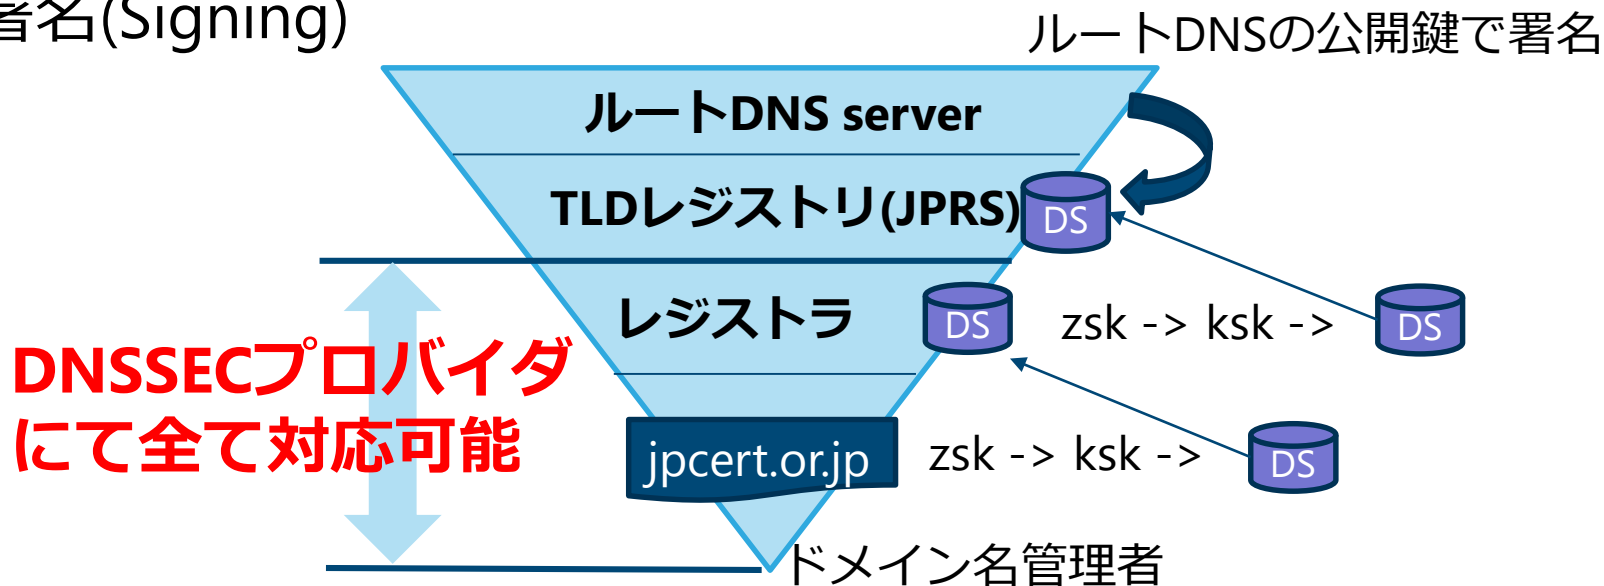 署名(Signing)
ルートDNSの公開鍵で署名
ルートDNS server
TLDレジストリ(JPRS)
DS
レジストラ
DS
zsk -> ksk ->
DS
DNSSECプロバイダ
にて全て対応可能
jpcert.or.jp
zsk -> ksk ->
DS
ドメイン名管理者